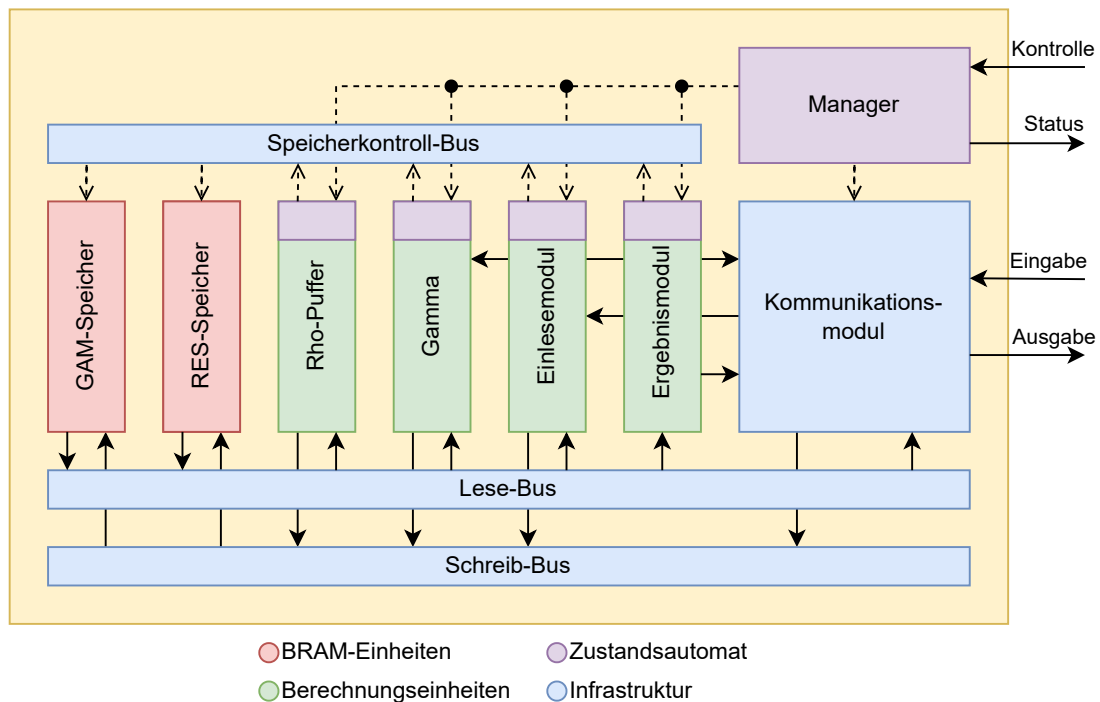 Kontrolle
Manager
Status
Speicherkontroll-Bus
GAM-Speicher
RES-Speicher
Rho-Puffer
Gamma
Einlesemodul
Ergebnismodul
Kommunikations-
modul
Eingabe
Ausgabe
Lese-Bus
Schreib-Bus
BRAM-Einheiten
Zustandsautomat
Berechnungseinheiten
Infrastruktur